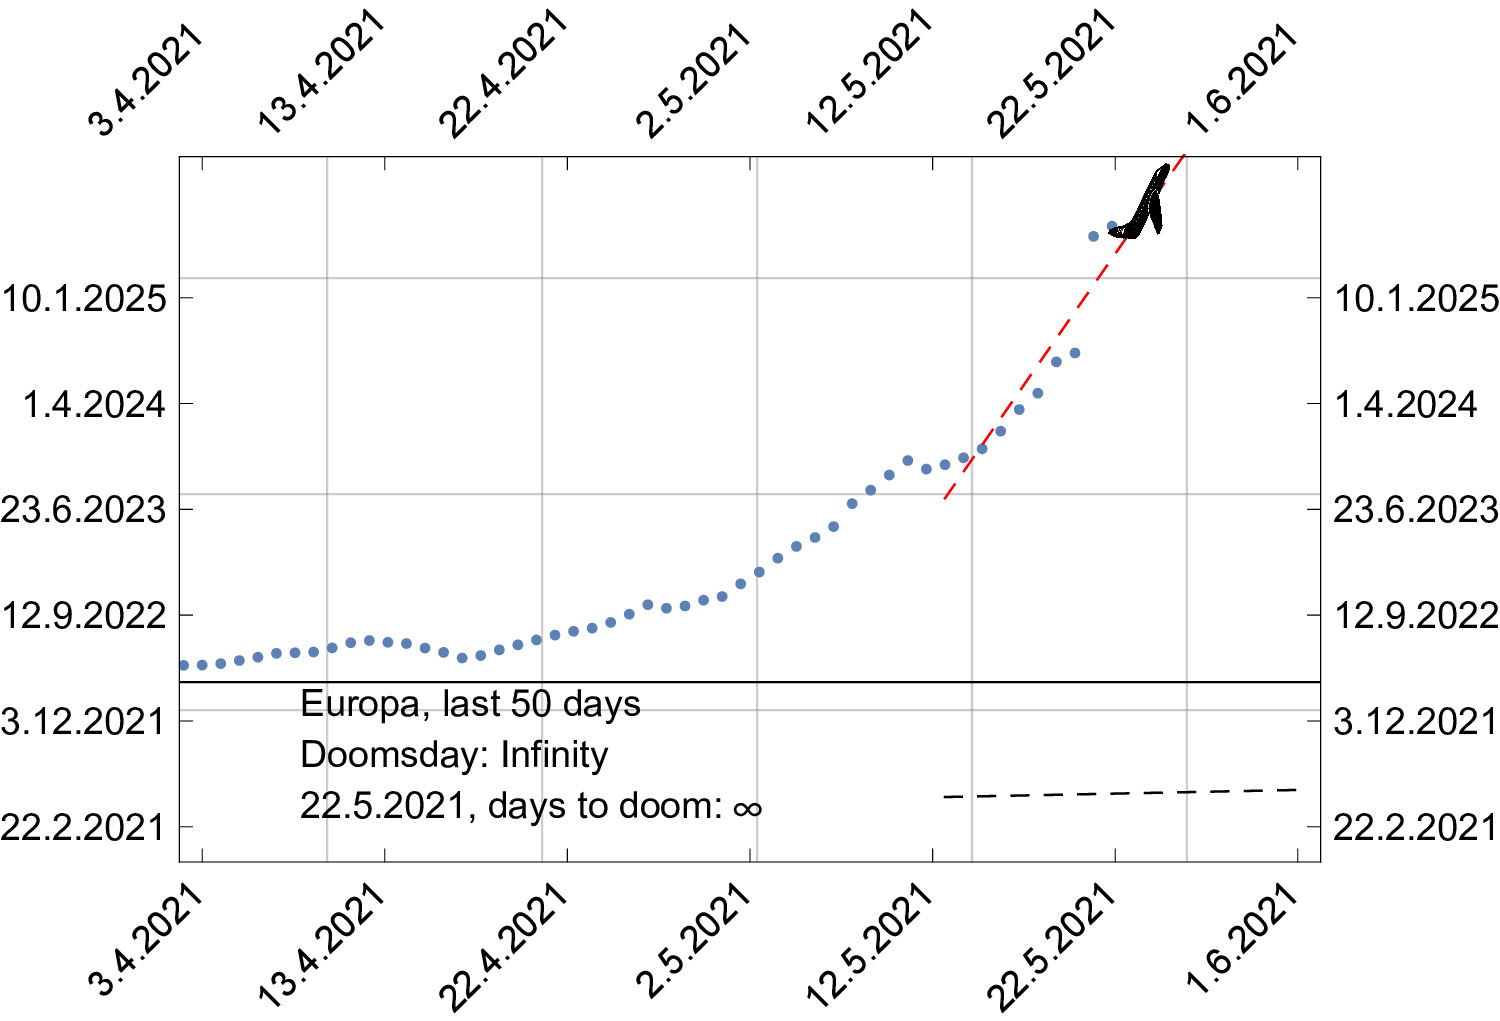 3.4.2021 13.4.2021 22.4.2021 2.5.2021 12.5.2021 22.5.2021 1.6.2021
10.1.2025 10.1.2025
1.4.2024 1.4.2024
23.6.2023 23.6.2023
12.9.2022 12.9.2022
Europa, last 50 days
3.12.2021 3.12.2021
Doomsday: Infinity
22.5.2021, days to doom: ∞
22.2.2021 22.2.2021
3.4.2021 13.4.2021 22.4.2021 2.5.2021 12.5.2021 22.5.2021 1.6.2021